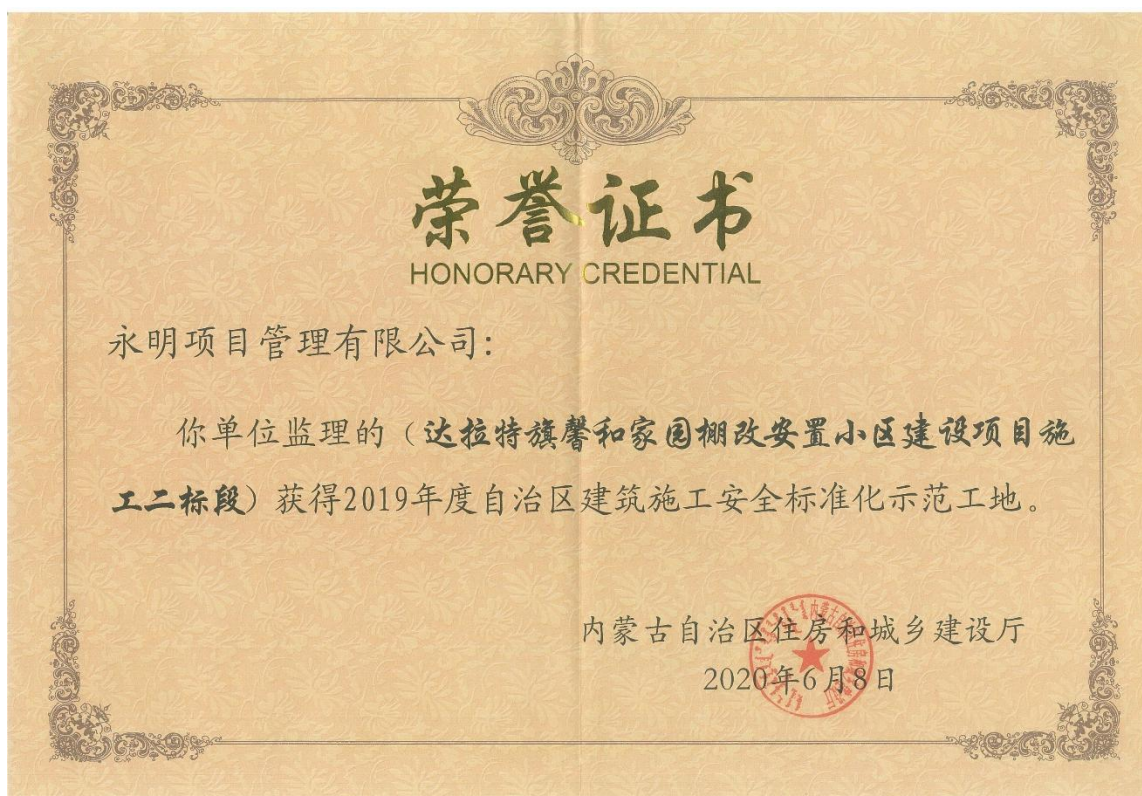 荣誉证书
HONORARY CREDENTIAL
永明项目管理有限公司:
你单位监理的（达拉特旗馨和家园棚改安置小区建设项目施
工二标段）获得2019年度自治区建筑施工安全标准化示范工地。
内蒙古自治区住房和城乡建设厅
2020年6月8日